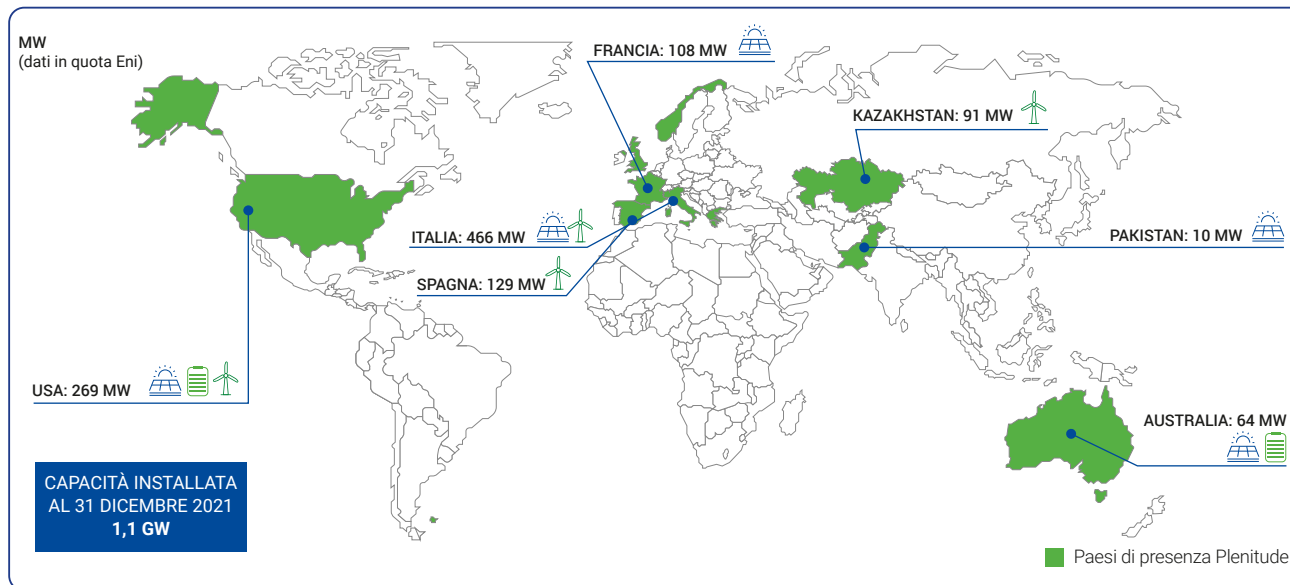 MW
(dati in quota Eni)
FRANCIA: 108 MW
KAZAKHSTAN: 91 MW
ITALIA: 466 MW
PAKISTAN: 10 MW
SPAGNA: 129 MW
USA: 269 MW
AUSTRALIA: 64 MW
CAPACITÀ INSTALLATA
AL 31 DICEMBRE 2021
1,1 GW
Paesi di presenza Plenitude